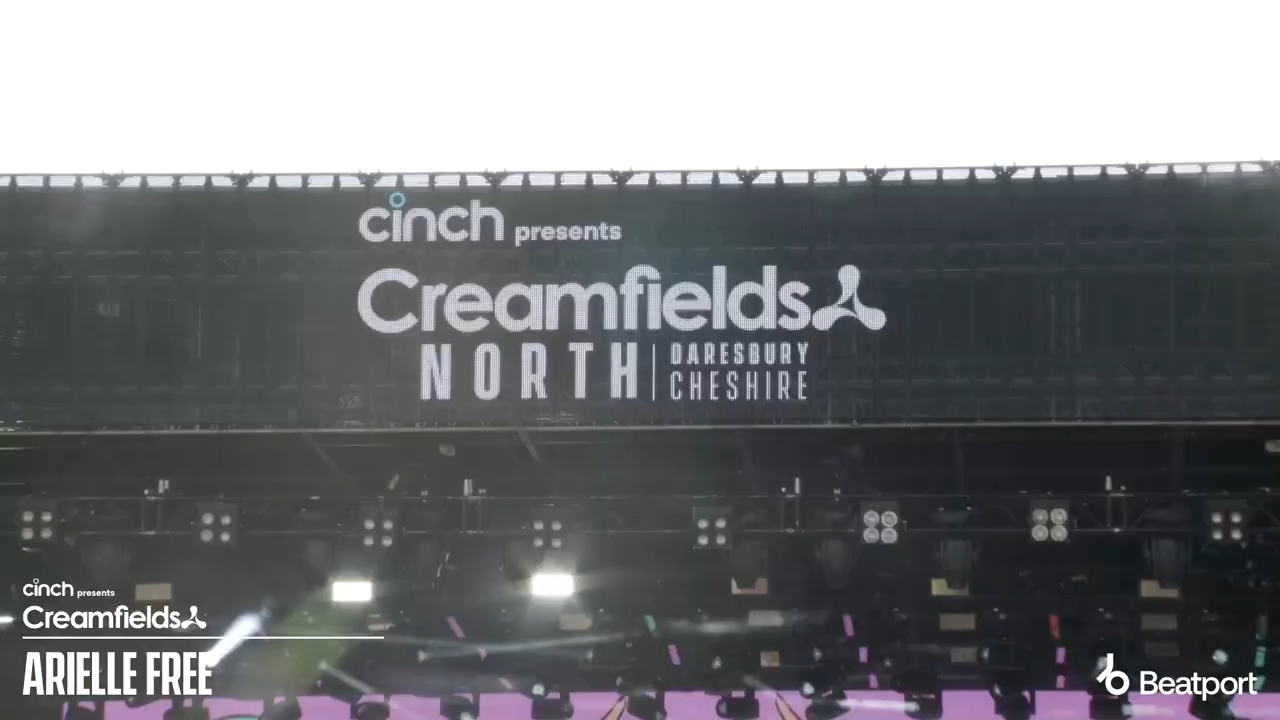 cinch presents
Creamfields
NORTH | DARESBURY
CHESHIRE
cinch presents
Creamfields
ARIELLE FREE
Beatport